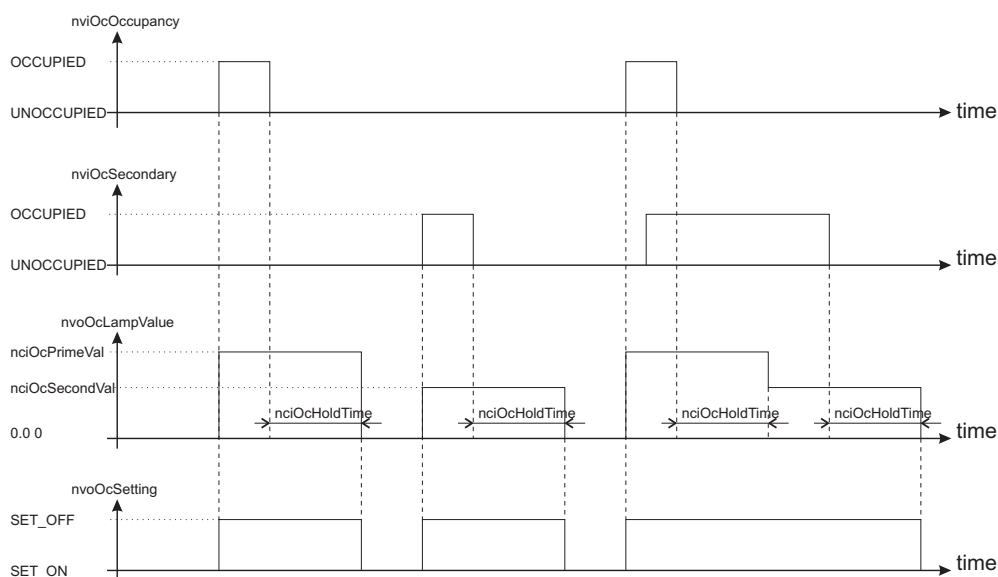 nviOcOccupancy
OCCUPIED
UNOCCUPIED
time
nviOcSecondary
OCCUPIED
UNOCCUPIED
time
nvoOcLampValue
nciOcPrimeVal
nciOcSecondVal
nciOcHoldTime nciOcHoldTime nciOcHoldTime nciOcHoldTime
0.0 0
time
nvoOcSetting
SET_OFF
SET_ON
time